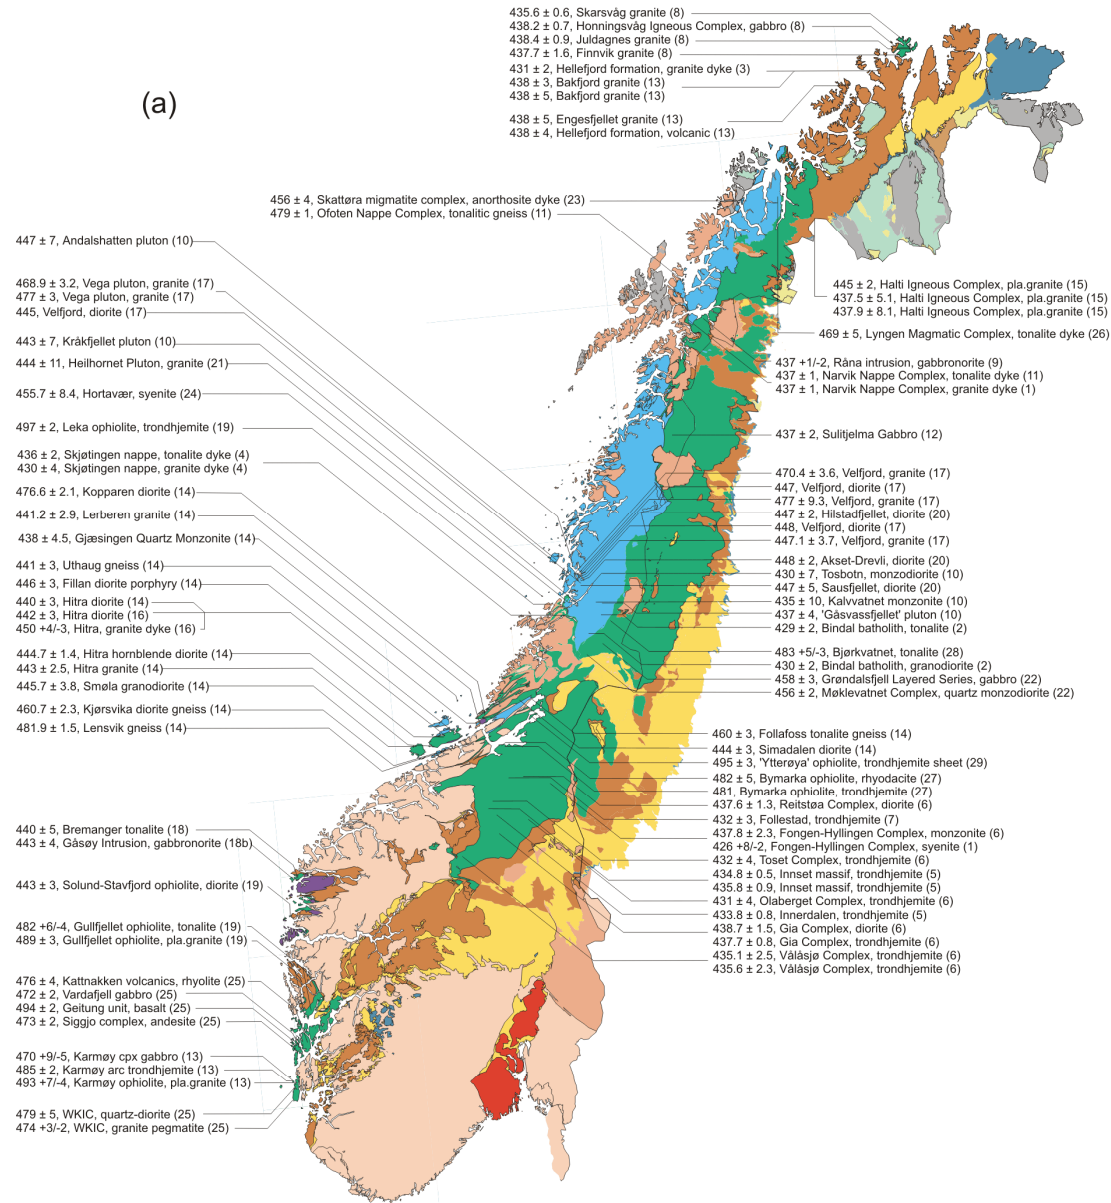 435.6 ± 0.6, Skarsvåg granite (8)
438.2 ± 0.7, Honningsvåg Igneous Complex, gabbro (8)
438.4 ± 0.9, Juldagnes granite (8)
437.7 ± 1.6, Finnvik granite (8)
431 ± 2, Hellefjord formation, granite dyke (3)
438 ± 3, Bakfjord granite (13)
438 ± 5, Bakfjord granite (13)
438 ± 5, Engesfjellet granite (13)
438 ± 4, Hellefjord formation, volcanic (13)
(a)
456 ± 4, Skattøra migmatite complex, anorthosite dyke (23)
479 ± 1, Ofoten Nappe Complex, tonalitic gneiss (11)
447 ± 7, Andalshatten pluton (10)
468.9 ± 3.2, Vega pluton, granite (17)
477 ± 3, Vega pluton, granite (17)
445, Velfjord, diorite (17)
443 ± 7, Kråkfjellet pluton (10)
444 ± 11, Heilhornet Pluton, granite (21)
455.7 ± 8.4, Hortavær, syenite (24)
497 ± 2, Leka ophiolite, trondhjemite (19)
436 ± 2, Skjøtingen nappe, tonalite dyke (4)
430 ± 4, Skjøtingen nappe, granite dyke (4)
476.6 ± 2.1, Kopparen diorite (14)
441.2 ± 2.9, Lerberen granite (14)
438 ± 4.5, Gjæsingen Quartz Monzonite (14)
441 ± 3, Uthaug gneiss (14)
446 ± 3, Fillan diorite porphyry (14)
440 ± 3, Hitra diorite (14)
442 ± 3, Hitra diorite (16)
450 +4/-3, Hitra, granite dyke (16)
444.7 ± 1.4, Hitra hornblende diorite (14)
443 ± 2.5, Hitra granite (14)
445.7 ± 3.8, Smøla granodiorite (14)
460.7 ± 2.3, Kjørsvika diorite gneiss (14)
481.9 ± 1.5, Lensvik gneiss (14)
440 ± 5, Bremanger tonalite (18)
443 ± 4, Gåsøy Intrusion, gabbronorite (18b)
443 ± 3, Solund-Stavfjord ophiolite, diorite (19)
482 +6/-4, Gullfjellet ophiolite, tonalite (19)
489 ± 3, Gullfjellet ophiolite, pla.granite (19)
476 ± 4, Kattnakken volcanics, rhyolite (25)
472 ± 2, Vardafjell gabbro (25)
494 ± 2, Geitung unit, basalt (25)
473 ± 2, Siggjo complex, andesite (25)
470 +9/-5, Karmøy cpx gabbro (13)
485 ± 2, Karmøy arc trondhjemite (13)
493 +7/-4, Karmøy ophiolite, pla.granite (13)
479 ± 5, WKIC, quartz-diorite (25)
474 +3/-2, WKIC, granite pegmatite (25)
445 ± 2, Halti Igneous Complex, pla.granite (15)
437.5 ± 5.1, Halti Igneous Complex, pla.granite (15)
437.9 ± 8.1, Halti Igneous Complex, pla.granite (15)
469 ± 5, Lyngen Magmatic Complex, tonalite dyke (26)
437 +1/-2, Råna intrusion, gabbronorite (9)
437 ± 1, Narvik Nappe Complex, tonalite dyke (11)
437 ± 1, Narvik Nappe Complex, granite dyke (1)
437 ± 2, Sulitjelma Gabbro (12)
470.4 ± 3.6, Velfjord, granite (17)
447, Velfjord, diorite (17)
477 ± 9.3, Velfjord, granite (17)
447 ± 2, Hilstadfjellet, diorite (20)
448, Velfjord, diorite (17)
447.1 ± 3.7, Velfjord, granite (17)
448 ± 2, Akset-Drevli, diorite (20)
430 ± 7, Tosbotn, monzodiorite (10)
447 ± 5, Sausfjellet, diorite (20)
435 ± 10, Kalvvatnet monzonite (10)
437 ± 4, 'Gåsvassfjellet' pluton (10)
429 ± 2, Bindal batholith, tonalite (2)
483 +5/-3, Bjørkvatnet, tonalite (28)
430 ± 2, Bindal batholith, granodiorite (2)
458 ± 3, Grøndalsfjell Layered Series, gabbro (22)
456 ± 2, Møklevatnet Complex, quartz monzodiorite (22)
460 ± 3, Follafoss tonalite gneiss (14)
444 ± 3, Simadalen diorite (14)
495 ± 3, 'Ytterøya' ophiolite, trondhjemite sheet (29)
482 ± 5, Bymarka ophiolite, rhyodacite (27)
481, Bymarka ophiolite, trondhjemite (27)
437.6 ± 1.3, Reitstøa Complex, diorite (6)
432 ± 3, Follestad, trondhjemite (7)
437.8 ± 2.3, Fongen-Hyllingen Complex, monzonite (6)
426 +8/-2, Fongen-Hyllingen Complex, syenite (1)
432 ± 4, Toset Complex, trondhjemite (6)
434.8 ± 0.5, Innset massif, trondhjemite (5)
435.8 ± 0.9, Innset massif, trondhjemite (5)
431 ± 4, Olaberget Complex, trondhjemite (6)
433.8 ± 0.8, Innerdalen, trondhjemite (5)
438.7 ± 1.5, Gia Complex, diorite (6)
437.7 ± 0.8, Gia Complex, trondhjemite (6)
435.1 ± 2.5, Vålåsjø Complex, trondhjemite (6)
435.6 ± 2.3, Vålåsjø Complex, trondhjemite (6)